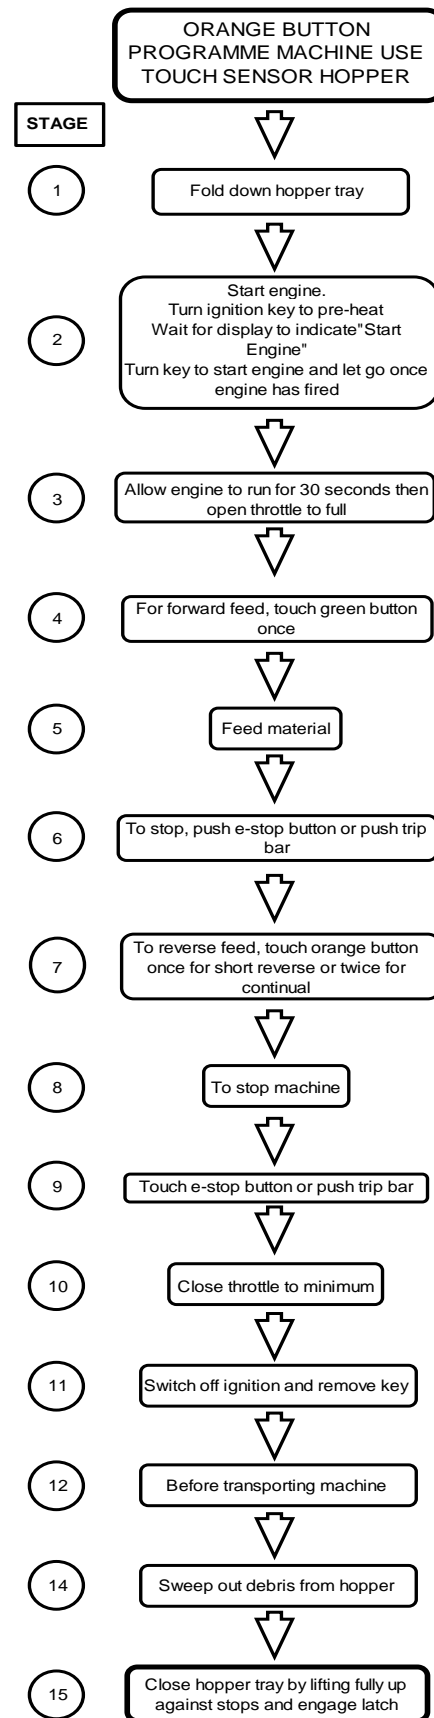 ORANGE BUTTON
PROGRAMME MACHINE USE
TOUCH SENSOR HOPPER
STAGE
1
Fold down hopper tray
2
Start engine.
Turn ignition key to pre-heat
Wait for display to indicate"Start
Engine"
Turn key to start engine and let go once
engine has fired
3
Allow engine to run for 30 seconds then
open throttle to full
4
For forward feed, touch green button
once
5
Feed material
6
To stop, push e-stop button or push trip
bar
7
To reverse feed, touch orange button
once for short reverse or twice for
continual
8
To stop machine
9
Touch e-stop button or push trip bar
10
Close throttle to minimum
11
Switch off ignition and remove key
12
Before transporting machine
14
Sweep out debris from hopper
15
Close hopper tray by lifting fully up
against stops and engage latch